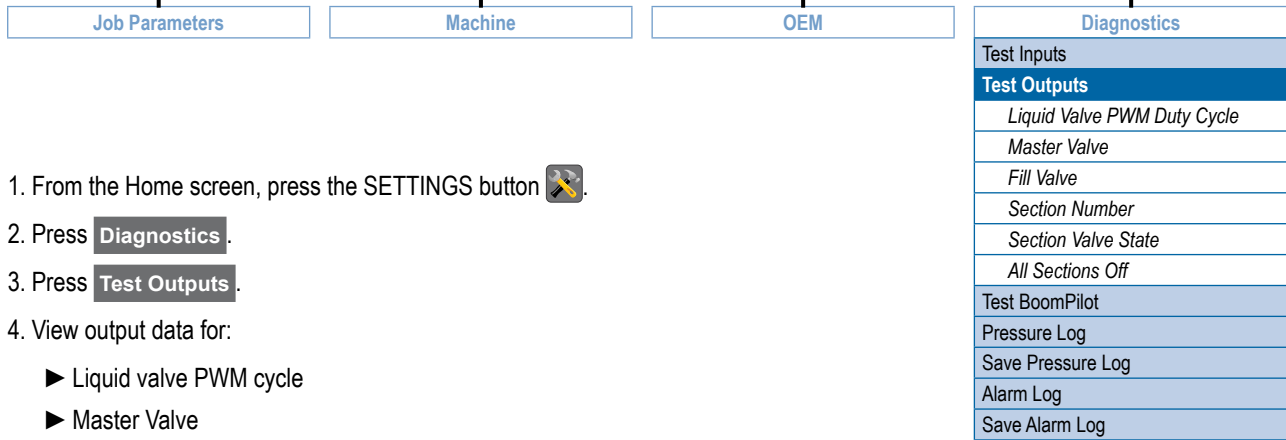 Job Parameters
Machine
OEM
Diagnostics
Test Inputs
Test Outputs
Liquid Valve PWM Duty Cycle
Master Valve
Fill Valve
Section Number
Section Valve State
All Sections Off
Test BoomPilot
Pressure Log
Save Pressure Log
Alarm Log
Save Alarm Log
1. From the Home screen, press the SETTINGS button .
2. Press Diagnostics .
3. Press Test Outputs .
4. View output data for:
► Liquid valve PWM cycle
► Master Valve